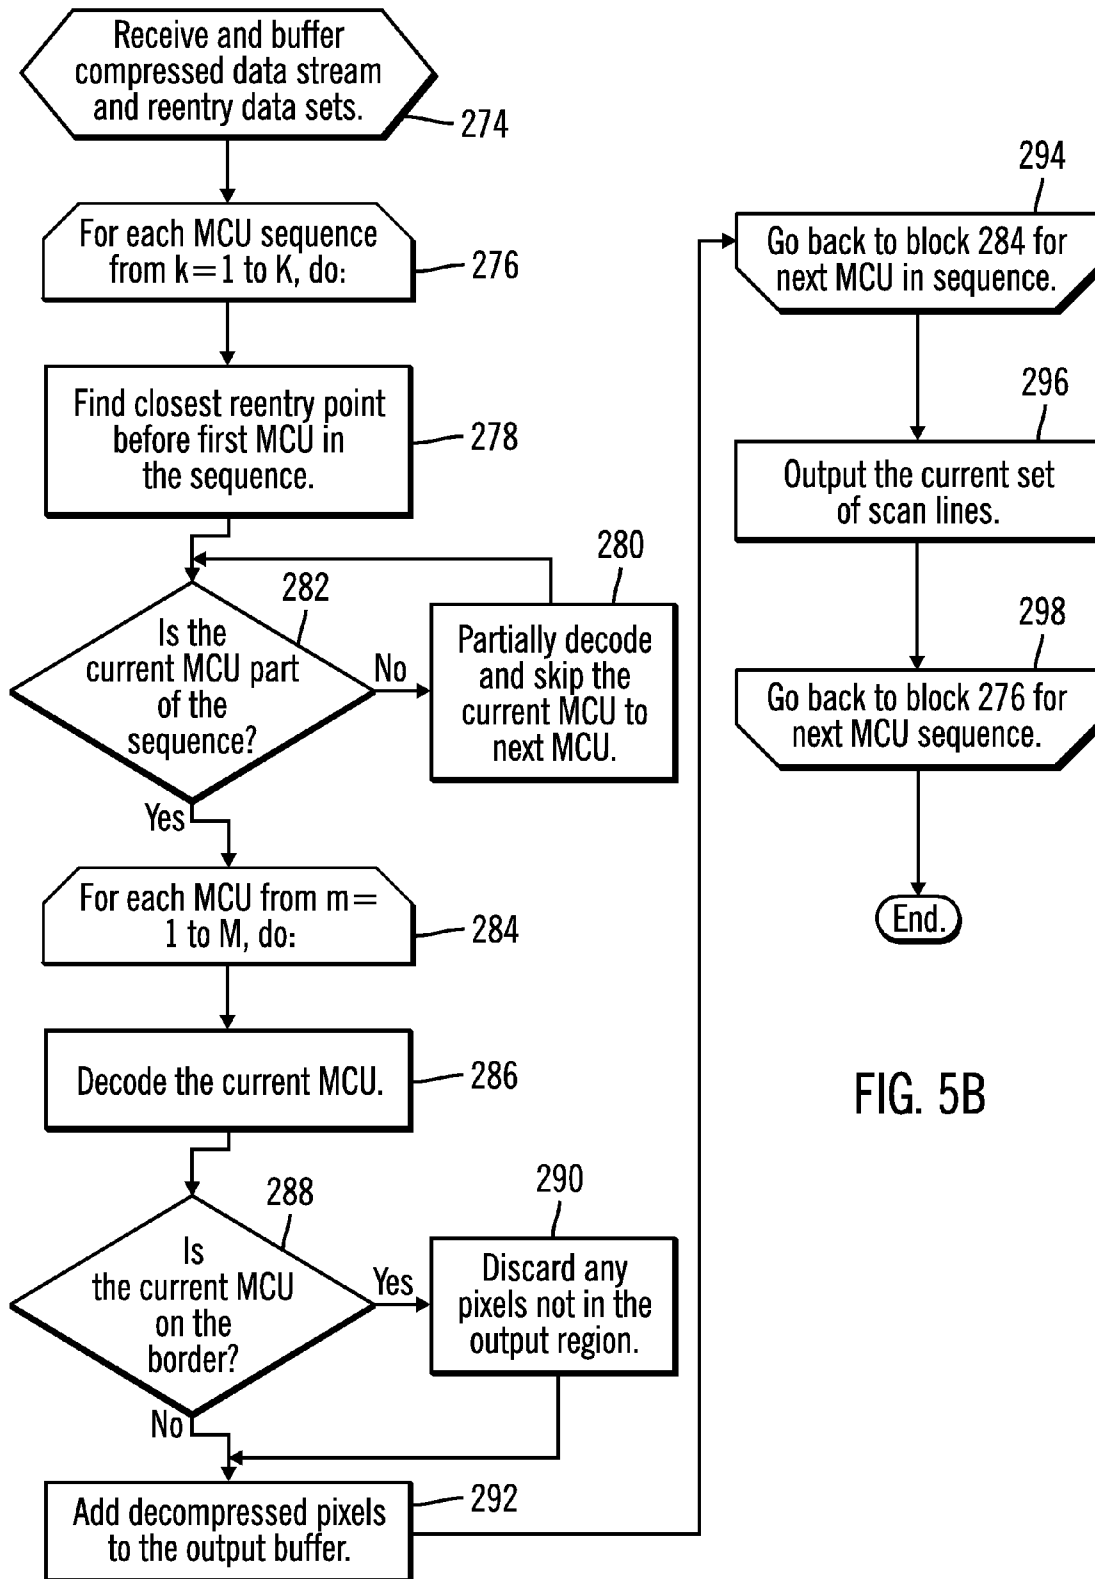 Receive and buffer
compressed data stream
and reentry data sets.
274
For each MCU sequence
from k=1 to K, do:
276
Find closest reentry point
before first MCU in
the sequence.
278
280
282
Is the
current MCU part
of the
sequence?
No
Partially decode
and skip the
current MCU to
next MCU.
Yes
For each MCU from m=
1 to M, do:
284
Decode the current MCU.
286
288
290
Is
the current MCU
on the
border?
Yes
Discard any
pixels not in the
output region.
No
Add decompressed pixels
to the output buffer.
292
294
Go back to block 284 for
next MCU in sequence.
296
Output the current set
of scan lines.
298
Go back to block 276 for
next MCU sequence.
End.
FIG. 5B